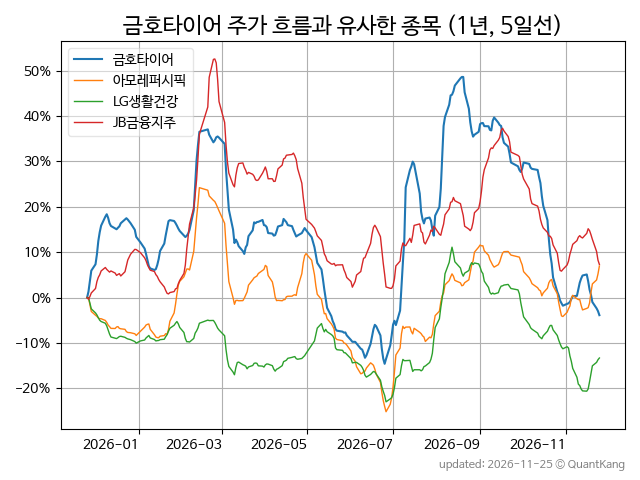 금호타이어 주가 흐름과 유사한 종목 (1년, 5일선)
금호타이어
아모레퍼시픽
LG생활건강
JB금융지주
50%
40%
30%
20%
10%
0%
−10%
−20%
2026-01
2026-03
2026-05
2026-07
2026-09
2026-11
updated: 2026-11-25 © QuantKang